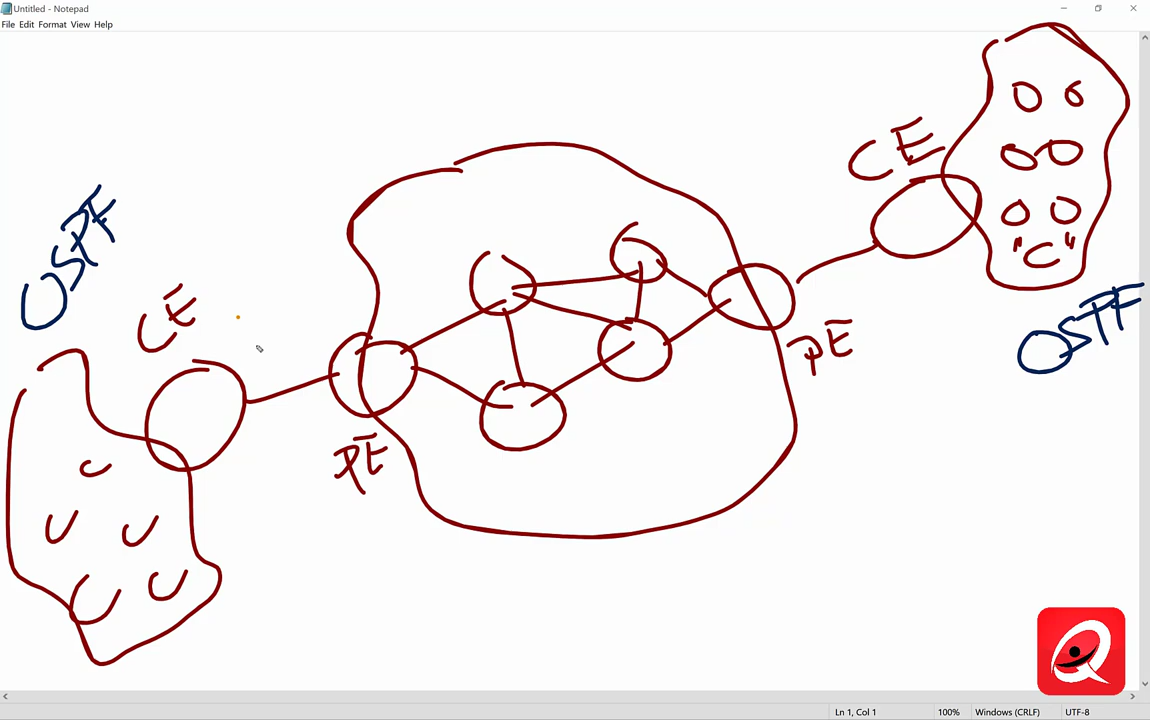 Untitled - Notepad
File Edit Format View Help
CE
OSPF
CE
"C"
OSPF
PE
PE
Ln 1, Col 1
100%
Windows (CRLF)
UTF-8